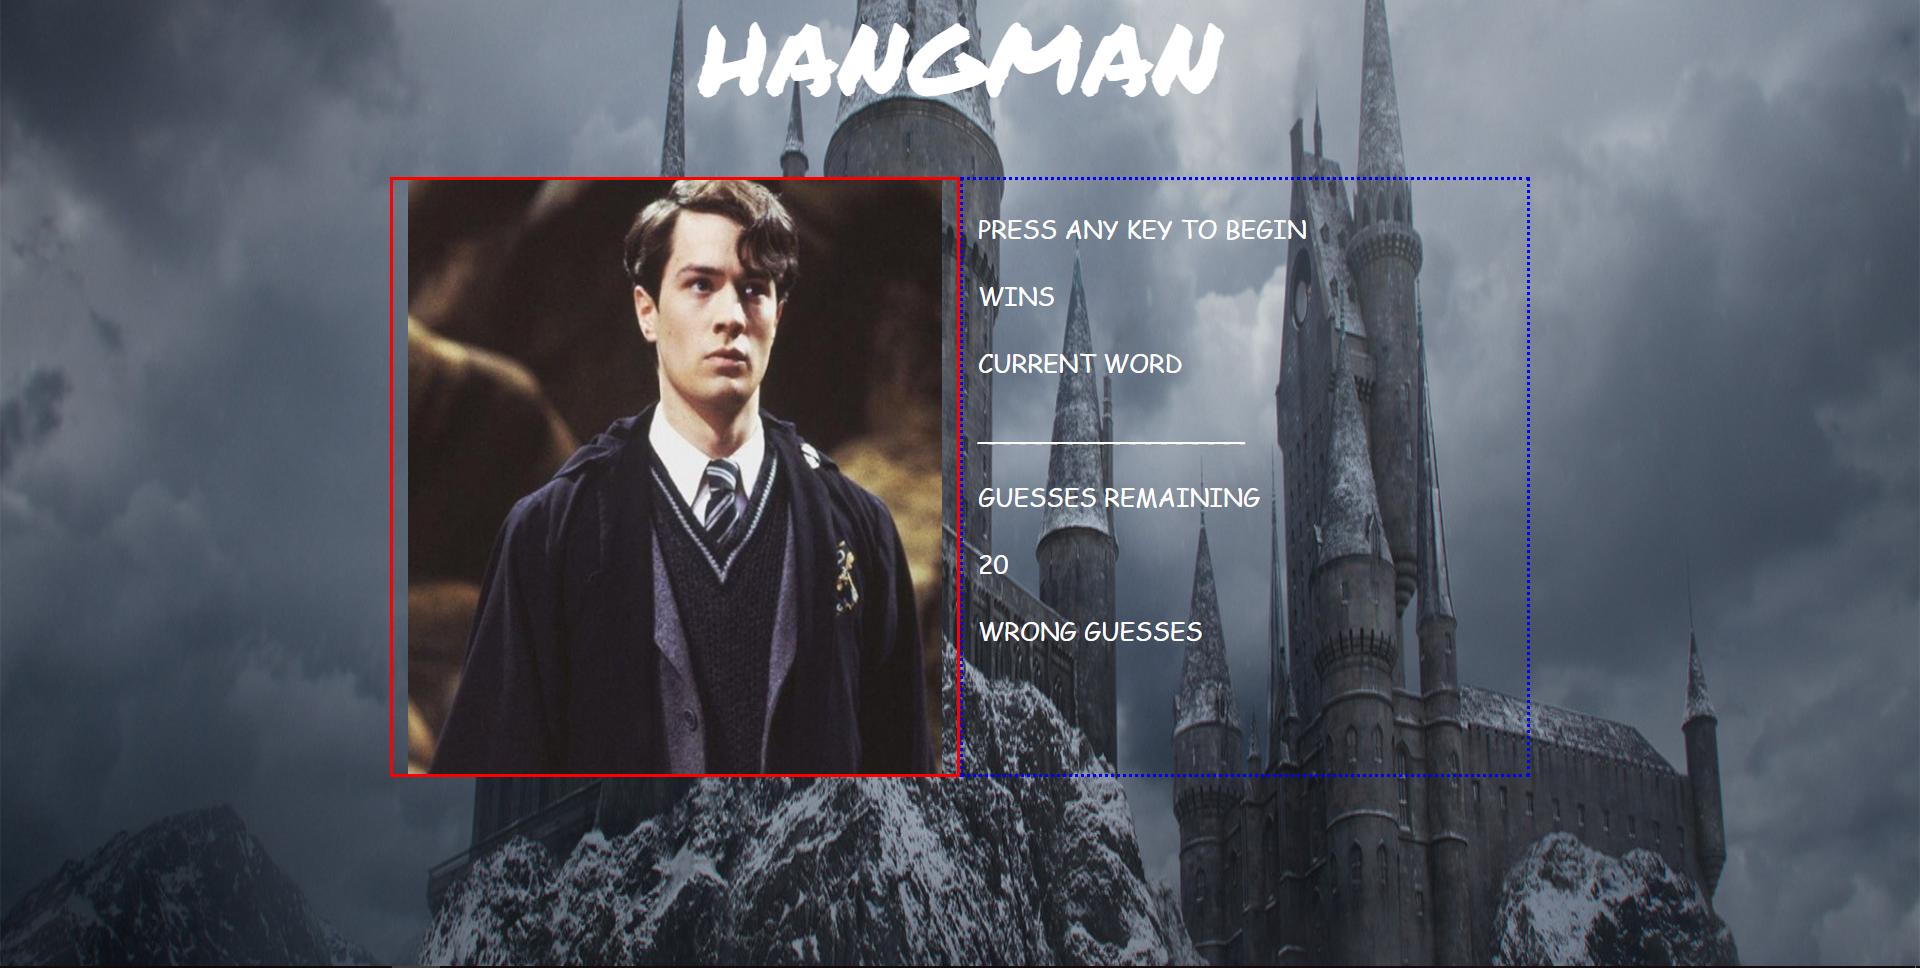 HANGMAN
PRESS ANY KEY TO BEGIN
WINS
CURRENT WORD
____________________
GUESSES REMAINING
20
WRONG GUESSES